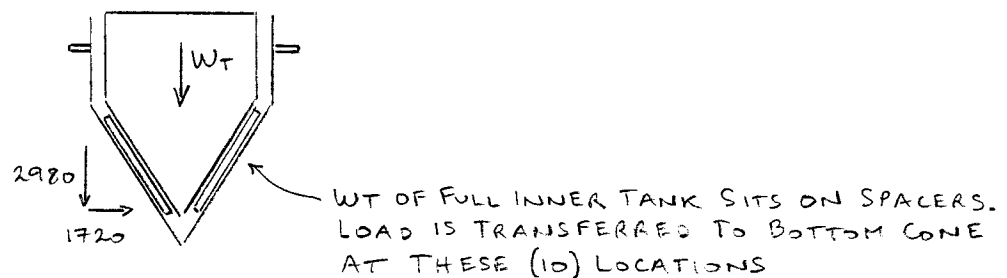 WT
2980
1720
WT OF FULL INNER TANK SITS ON SPACERS.
LOAD IS TRANSFERRED TO BOTTOM CONE
AT THESE (10) LOCATIONS